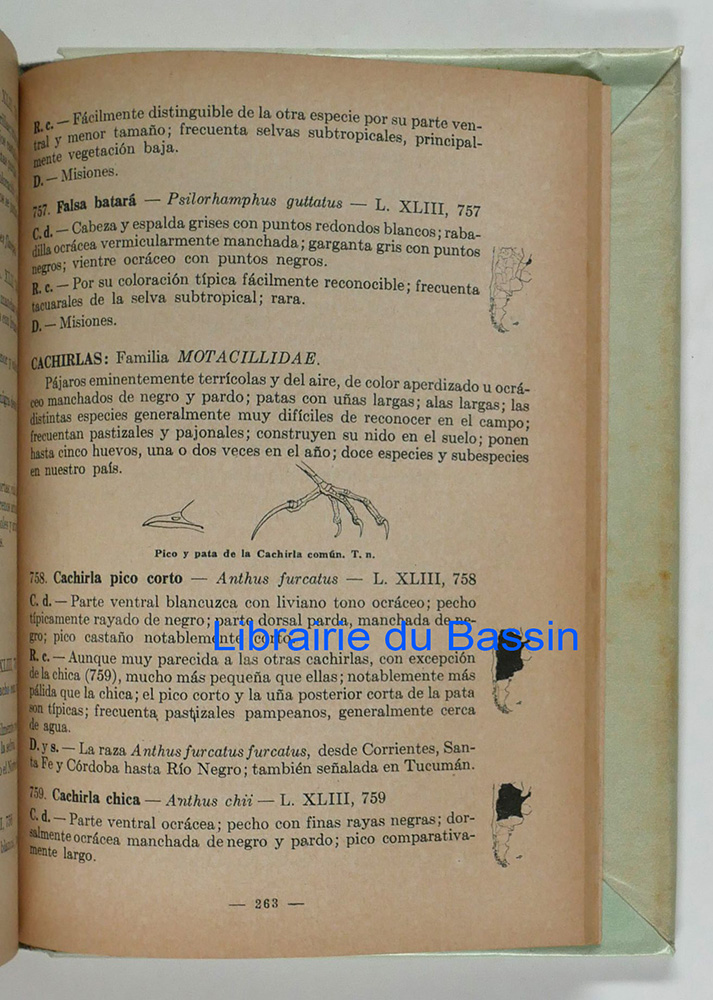 R. c. — Fácilmente distinguible de la otra especie por su parte ven-
tral y menor tamaño; frecuenta selvas subtropicales, principal-
mente vegetación baja.
D. — Misiones.
757. Falsa batará — Psilorhamphus guttatus — L. XLIII, 757
C. d. — Cabeza y espalda grises con puntos redondos blancos; raba-
dilla ocrácea vermicularmente manchada; garganta gris con puntos
negros; vientre ocráceo con puntos negros.
R. c. — Por su coloración típica fácilmente reconocible; frecuenta
tacuarales de la selva subtropical; rara.
D. — Misiones.
CACHIRLAS: Familia MOTACILLIDAE.
Pájaros eminentemente terrícolas y del aire, de color aperdizado u ocrá-
ceo manchados de negro y pardo; patas con uñas largas; alas largas; las
distintas especies generalmente muy difíciles de reconocer en el campo;
frecuentan pastizales y pajonales; construyen su nido en el suelo; ponen
hasta cinco huevos, una o dos veces en el año; doce especies y subespecies
en nuestro país.
Pico y pata de la Cachirla común. T. n.
758. Cachirla pico corto — Anthus furcatus — L. XLIII, 758
C. d. — Parte ventral blancuzca con liviano tono ocráceo; pecho
típicamente rayado de negro; parte dorsal parda, manchada de ne-
gro; pico castaño notablemente corto.
Librairie du Bassin
R. c. — Aunque muy parecida a las otras cachirlas, con excepción
de la chica (759), mucho más pequeña que ellas; notablemente más
pálida que la chica; el pico corto y la uña posterior corta de la pata
son típicas; frecuenta pastizales pampeanos, generalmente cerca
de agua.
D. y s. — La raza Anthus furcatus furcatus, desde Corrientes, San-
ta Fe y Córdoba hasta Río Negro; también señalada en Tucumán.
759. Cachirla chica — Anthus chii — L. XLIII, 759
C. d. — Parte ventral ocrácea; pecho con finas rayas negras; dor-
salmente ocrácea manchada de negro y pardo; pico comparativa-
mente largo.
— 263 —